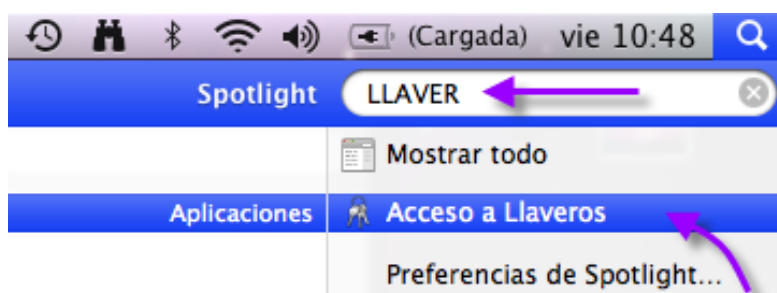 (Cargada) vie 10:48
Spotlight LLAVER
Mostrar todo
Aplicaciones Acceso a Llaveros
Preferencias de Spotlight...